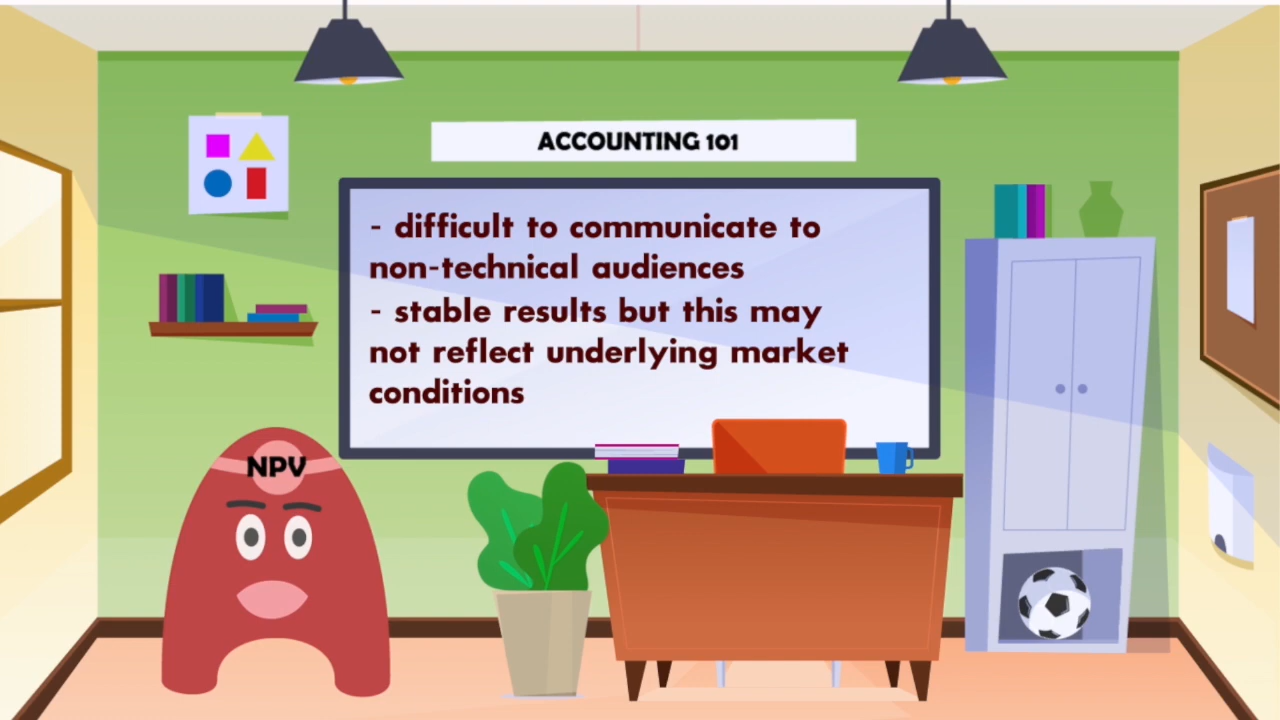 ACCOUNTING 101
- difficult to communicate to
non-technical audiences
- stable results but this may
not reflect underlying market
conditions
NPV